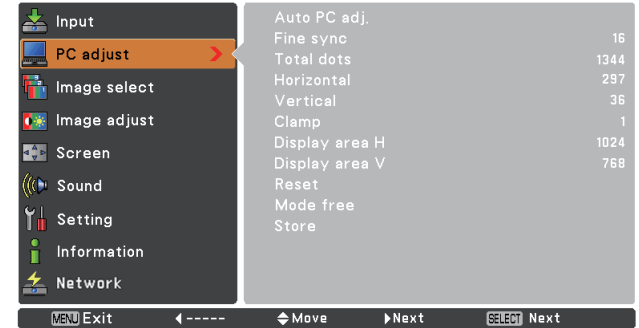 Input
PC adjust
Image select
Image adjust
Screen
Sound
Setting
Information
Network
Auto PC adj.
Fine sync 16
Total dots 1344
Horizontal 297
Vertical 36
Clamp 1
Display area H 1024
Display area V 768
Reset
Mode free
Store
MENU Exit ----- Move Next SELECT Next